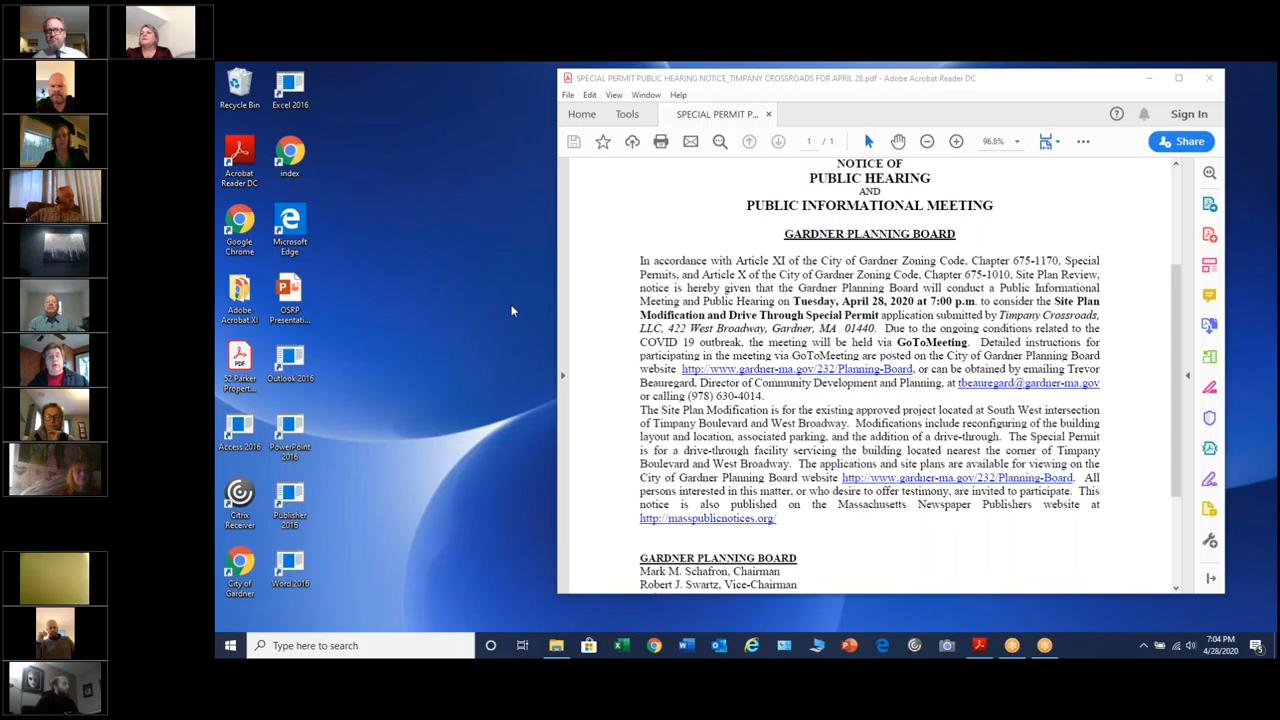 SPECIAL PERMIT PUBLIC HEARING NOTICE_TIMPANY CROSSROADS FOR APRIL 28.pdf - Adobe Acrobat Reader DC
File Edit View Window Help
Home Tools SPECIAL PERMIT P... × Sign In
1 / 1 96.8% Share
NOTICE OF
PUBLIC HEARING
AND
PUBLIC INFORMATIONAL MEETING
GARDNER PLANNING BOARD
In accordance with Article XI of the City of Gardner Zoning Code, Chapter 675-1170, Special
Permits, and Article X of the City of Gardner Zoning Code, Chapter 675-1010, Site Plan Review,
notice is hereby given that the Gardner Planning Board will conduct a Public Informational
Meeting and Public Hearing on Tuesday, April 28, 2020 at 7:00 p.m. to consider the Site Plan
Modification and Drive Through Special Permit application submitted by Timpany Crossroads,
LLC, 422 West Broadway, Gardner, MA 01440. Due to the ongoing conditions related to the
COVID 19 outbreak, the meeting will be held via GoToMeeting. Detailed instructions for
participating in the meeting via GoToMeeting are posted on the City of Gardner Planning Board
website http://www.gardner-ma.gov/232/Planning-Board, or can be obtained by emailing Trevor
Beauregard, Director of Community Development and Planning, at tbeauregard@gardner-ma.gov
or calling (978) 630-4014.
The Site Plan Modification is for the existing approved project located at South West intersection
of Timpany Boulevard and West Broadway. Modifications include reconfiguring of the building
layout and location, associated parking, and the addition of a drive-through. The Special Permit
is for a drive-through facility servicing the building located nearest the corner of Timpany
Boulevard and West Broadway. The applications and site plans are available for viewing on the
City of Gardner Planning Board website http://www.gardner-ma.gov/232/Planning-Board. All
persons interested in this matter, or who desire to offer testimony, are invited to participate. This
notice is also published on the Massachusetts Newspaper Publishers website at
http://masspublicnotices.org/
GARDNER PLANNING BOARD
Mark M. Schafron, Chairman
Robert J. Swartz, Vice-Chairman
Recycle Bin
Excel 2016
Acrobat
Reader DC
index
Google
Chrome
Microsoft
Edge
Adobe
Acrobat XI
OSRP
Presentati...
52 Parker
Propert...
Outlook 2016
Access 2016
PowerPoint
2016
Citrix
Receiver
Publisher
2016
City of
Gardner
Word 2016
Type here to search
7:04 PM
4/28/2020